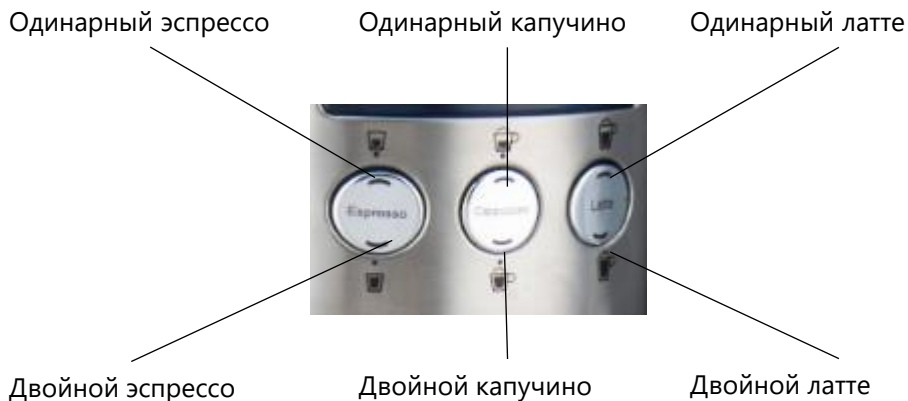 Одинарный эспрессо
Одинарный капучино
Одинарный латте
Espresso
Latte
Двойной эспрессо
Двойной капучино
Двойной латте